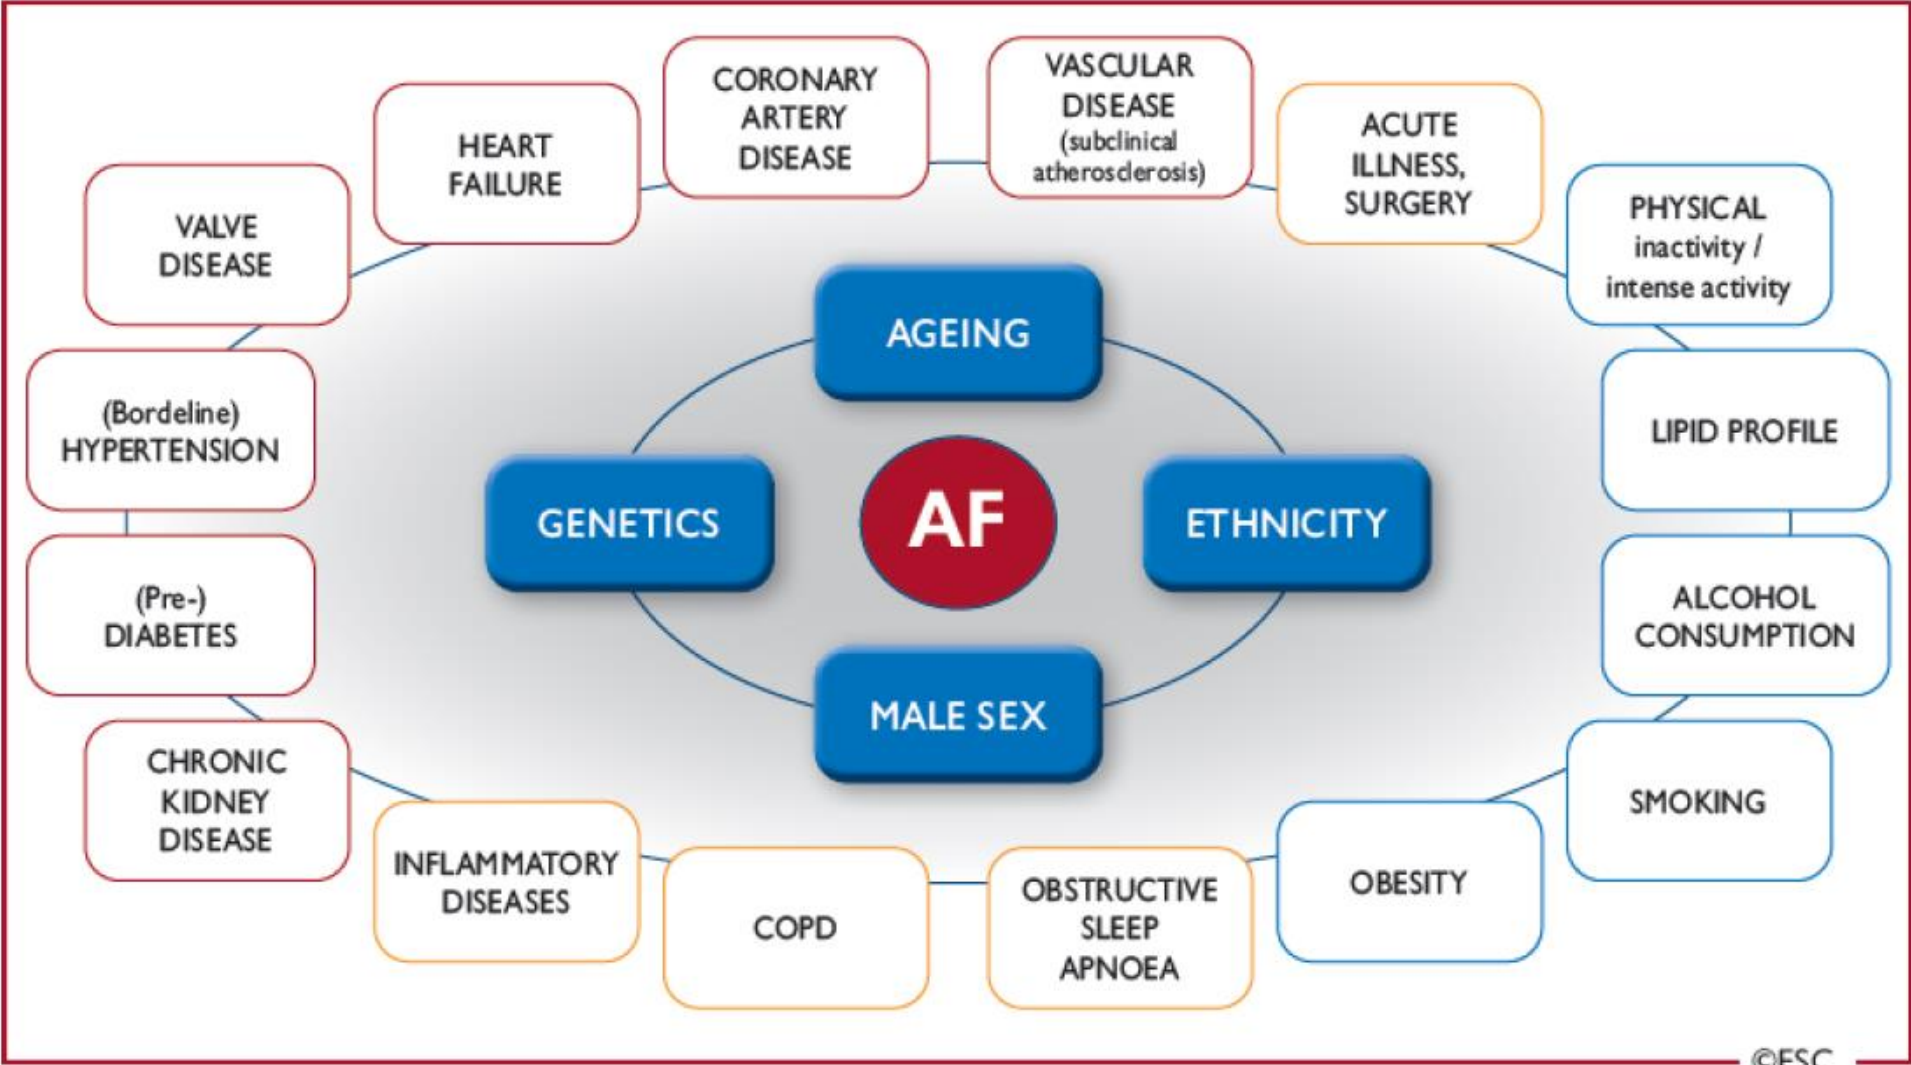 CORONARY
ARTERY
DISEASE
VASCULAR
DISEASE
(subclinical
atherosclerosis)
HEART
FAILURE
ACUTE
ILLNESS,
SURGERY
VALVE
DISEASE
PHYSICAL
inactivity /
intense activity
AGEING
(Bordeline)
HYPERTENSION
LIPID PROFILE
GENETICS
AF
ETHNICITY
(Pre-)
DIABETES
ALCOHOL
CONSUMPTION
MALE SEX
CHRONIC
KIDNEY
DISEASE
SMOKING
INFLAMMATORY
DISEASES
COPD
OBSTRUCTIVE
SLEEP
APNOEA
OBESITY
©ESC